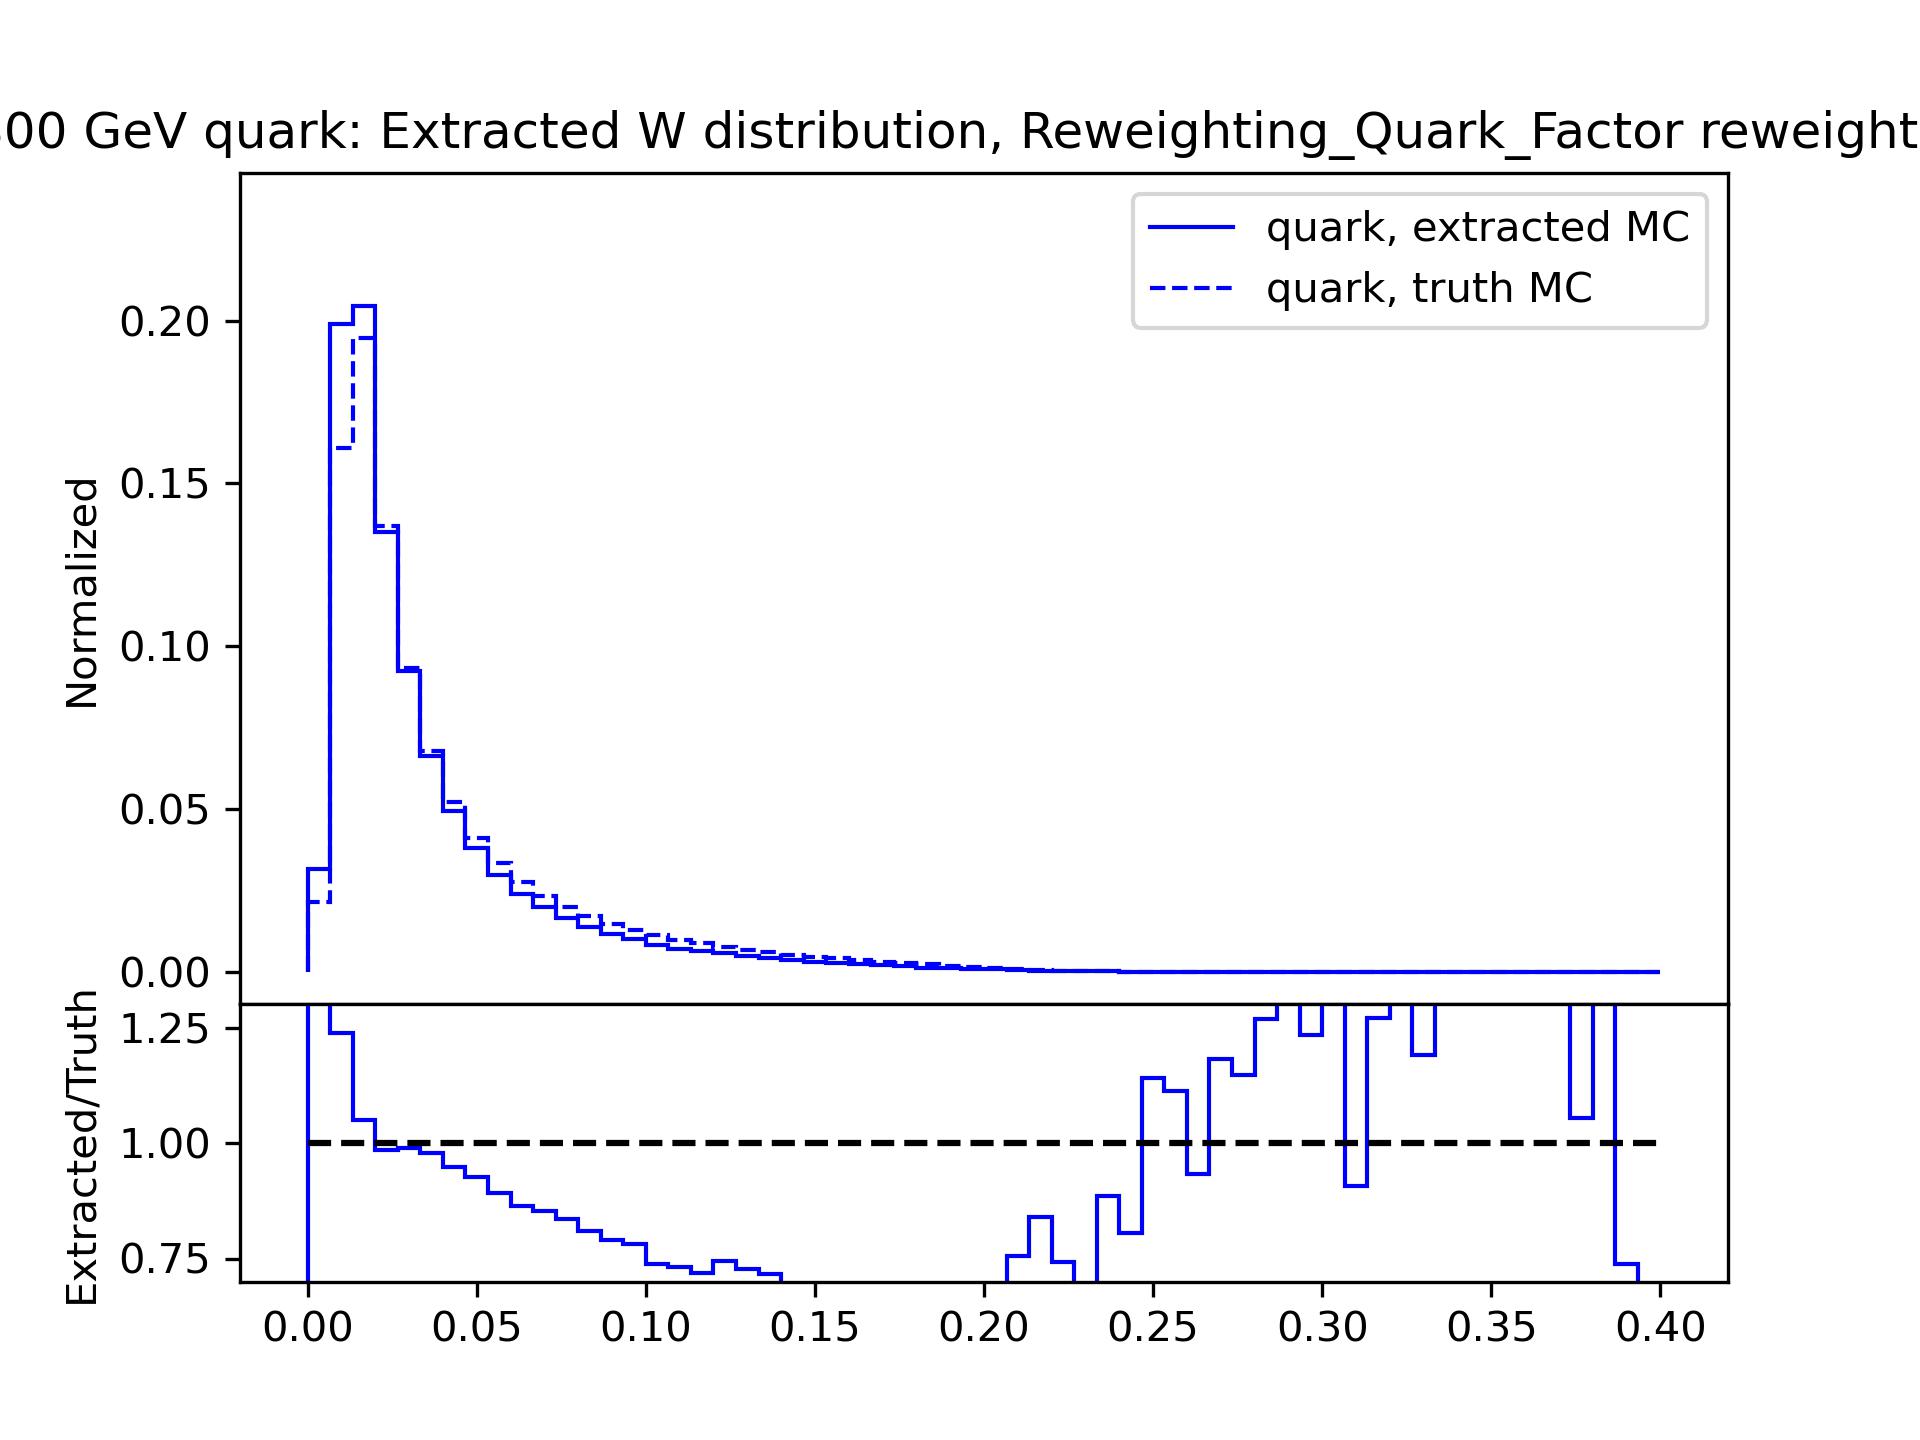 00 GeV quark: Extracted W distribution, Reweighting_Quark_Factor reweight
quark, extracted MC
quark, truth MC
Normalized
0.20
0.15
0.10
0.05
0.00
Extracted/Truth
1.25
1.00
0.75
0.00 0.05 0.10 0.15 0.20 0.25 0.30 0.35 0.40